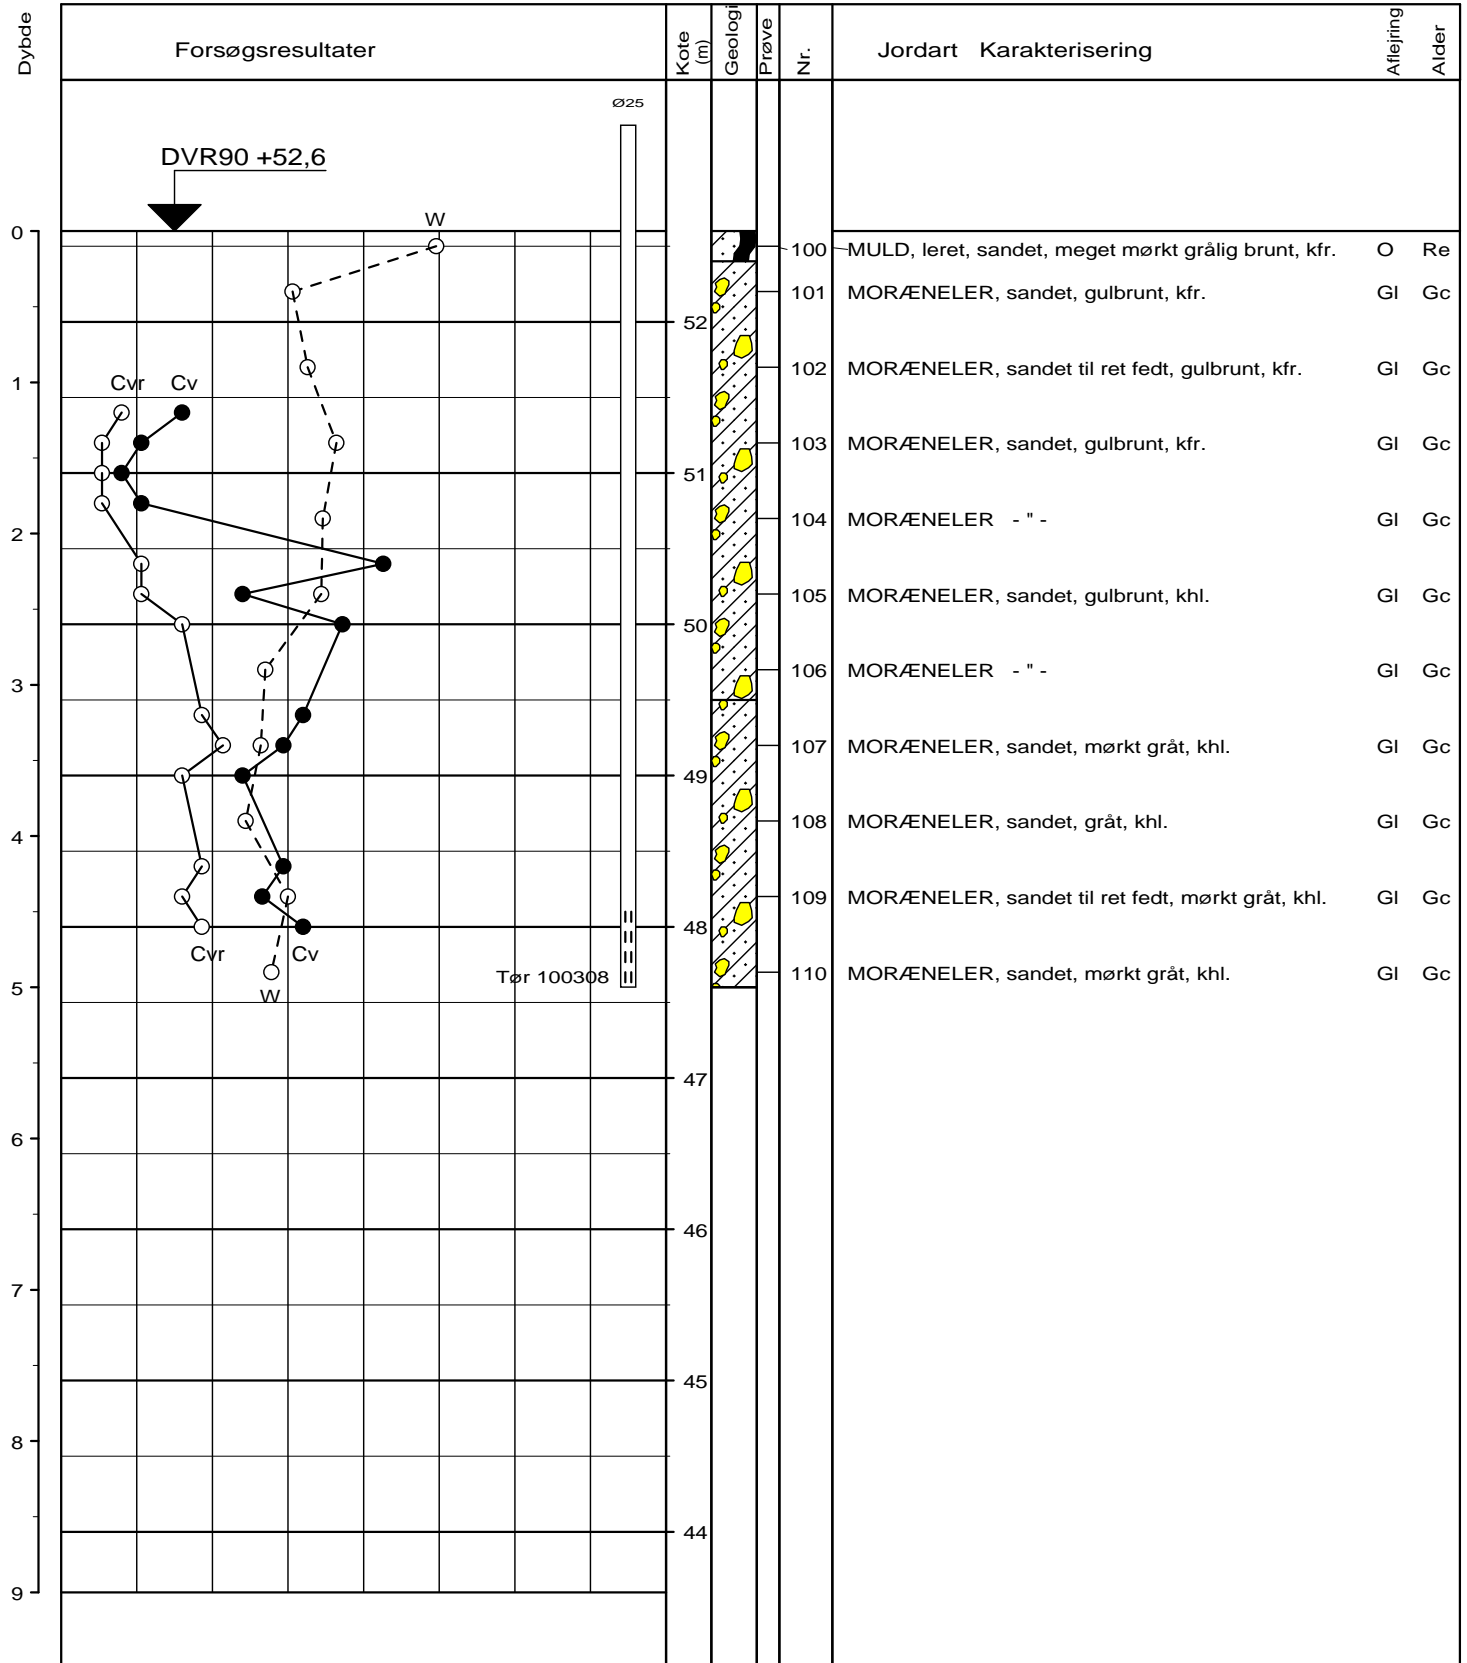 Dybde
Forsøgsresultater
Kote (m)
Geologi
Prøve
Nr.
Jordart Karakterisering
Aflejring
Alder
Ø25
DVR90 +52,6
W
0
100 MULD, leret, sandet, meget mørkt grålig brunt, kfr. O Re
101 MORÆNELER, sandet, gulbrunt, kfr. Gl Gc
52
102 MORÆNELER, sandet til ret fedt, gulbrunt, kfr. Gl Gc
1
Cvr Cv
103 MORÆNELER, sandet, gulbrunt, kfr. Gl Gc
51
104 MORÆNELER - " - Gl Gc
2
105 MORÆNELER, sandet, gulbrunt, khl. Gl Gc
50
106 MORÆNELER - " - Gl Gc
3
107 MORÆNELER, sandet, mørkt gråt, khl. Gl Gc
49
108 MORÆNELER, sandet, gråt, khl. Gl Gc
4
109 MORÆNELER, sandet til ret fedt, mørkt gråt, khl. Gl Gc
48
Cvr Cv
Tør 100308
110 MORÆNELER, sandet, mørkt gråt, khl. Gl Gc
5
W
47
6
46
7
45
8
44
9